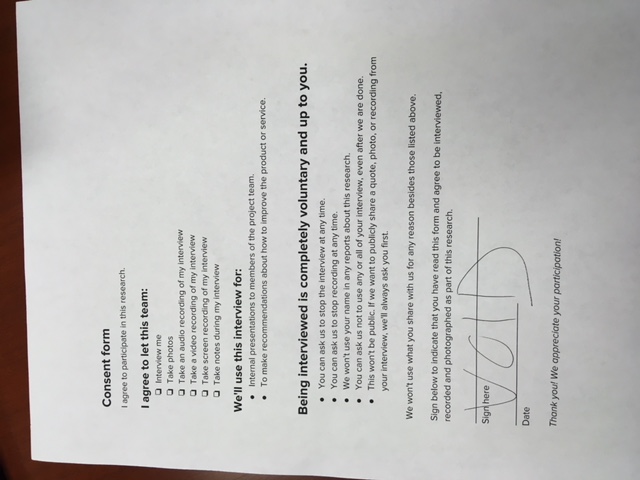 Consent form
I agree to participate in this research.
I agree to let this team:
❏ Interview me
❏ Take photos
❏ Take an audio recording of my interview
❏ Take a video recording of my interview
❏ Take screen recording of my interview
❏ Take notes during my interview
We'll use this interview for:
● Internal presentations to members of the project team.
● To make recommendations about how to improve the product or service.
Being interviewed is completely voluntary and up to you.
● You can ask us to stop the interview at any time.
● You can ask us to stop recording at any time.
● We won't use your name in any reports about this research.
● You can ask us not to use any or all of your interview, even after we are done.
● This won't be public. If we want to publicly share a quote, photo, or recording from
your interview, we'll always ask you first.
We won't use what you share with us for any reason besides those listed above.
Sign below to indicate that you have read this form and agree to be interviewed,
recorded and photographed as part of this research.
VOID
Sign here
Date
Thank you! We appreciate your participation!